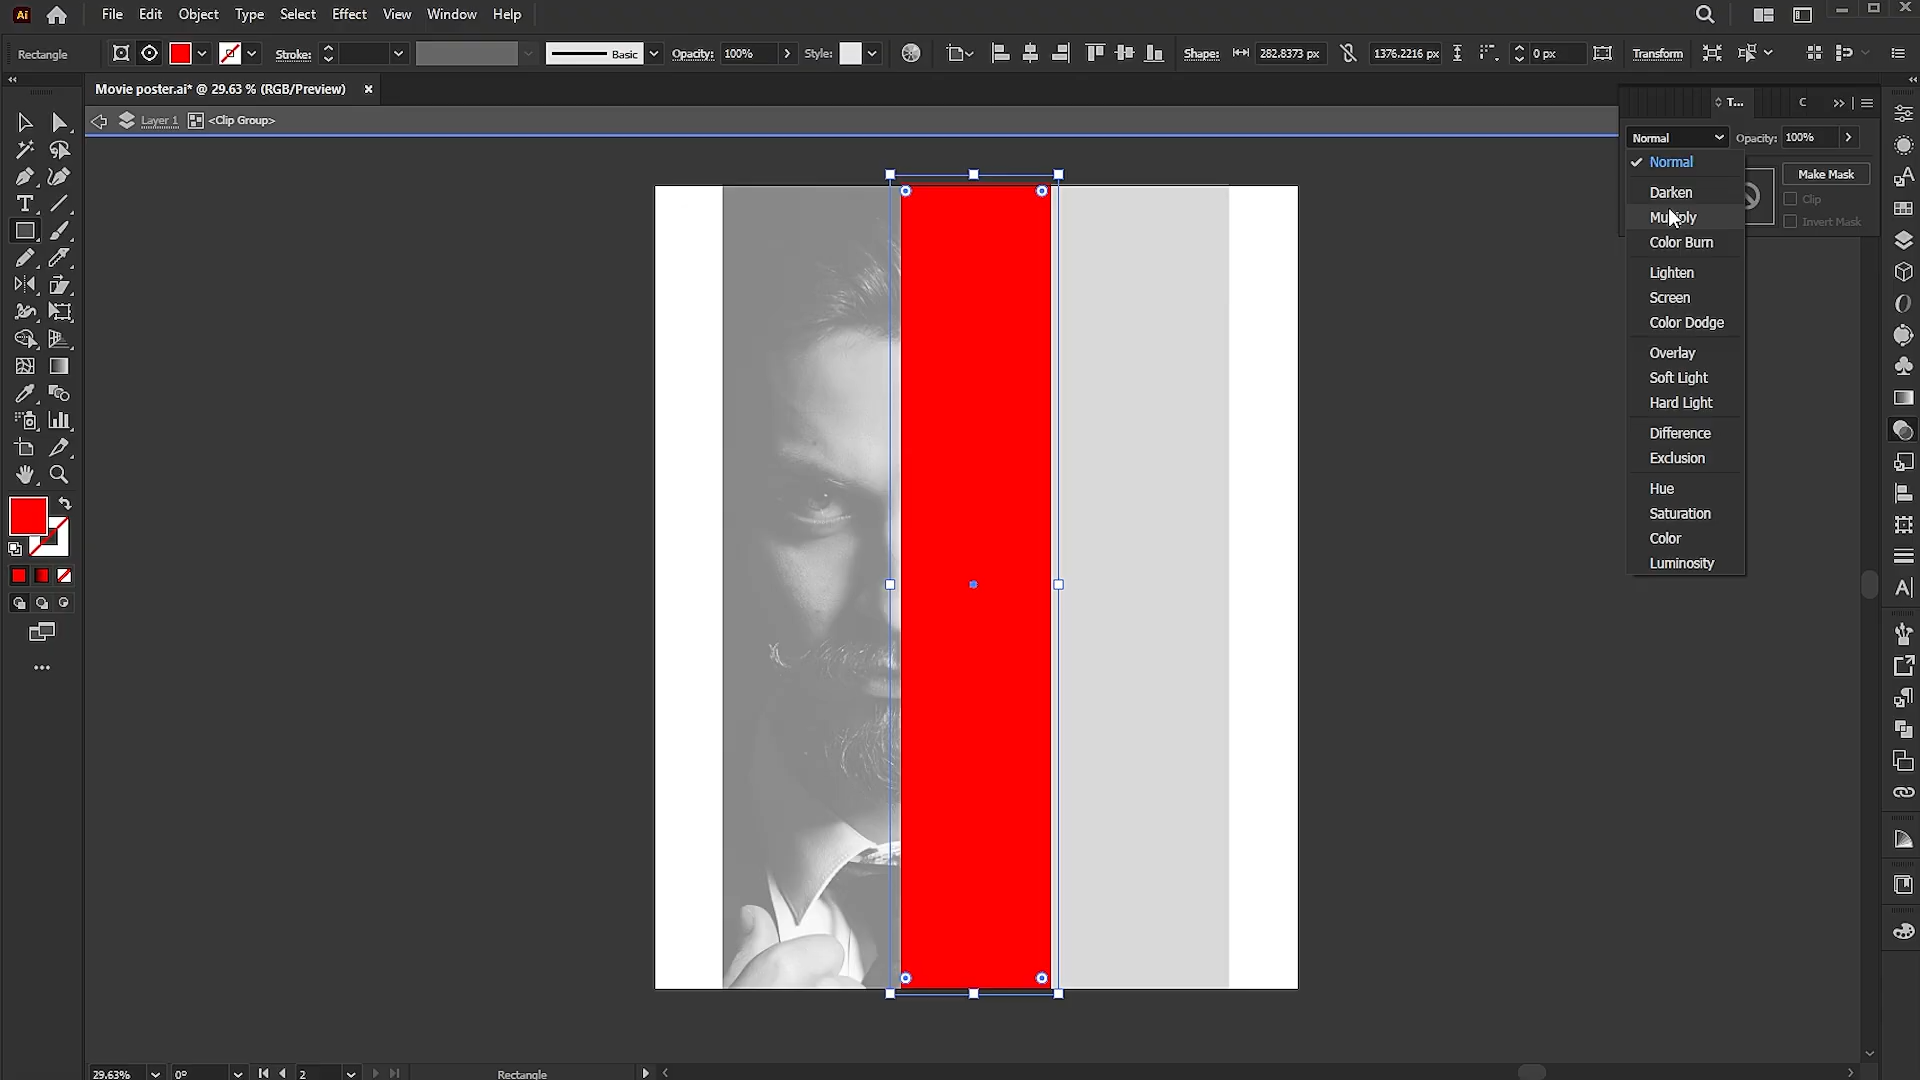 Ai File Edit Object Type Select Effect View Window Help
Rectangle Stroke: Basic Opacity: 100% Style: Shape: 282.8373 px 1376.2216 px 0 px Transform
Movie poster.ai* @ 29.63 % (RGB/Preview)
Layer 1 <Clip Group>
T... C
Normal Opacity: 100%
Normal
Make Mask
Darken
Clip
Multiply
Invert Mask
Color Burn
Lighten
Screen
Color Dodge
Overlay
Soft Light
Hard Light
Difference
Exclusion
Hue
Saturation
Color
Luminosity
29.63% 0° 2 Rectangle